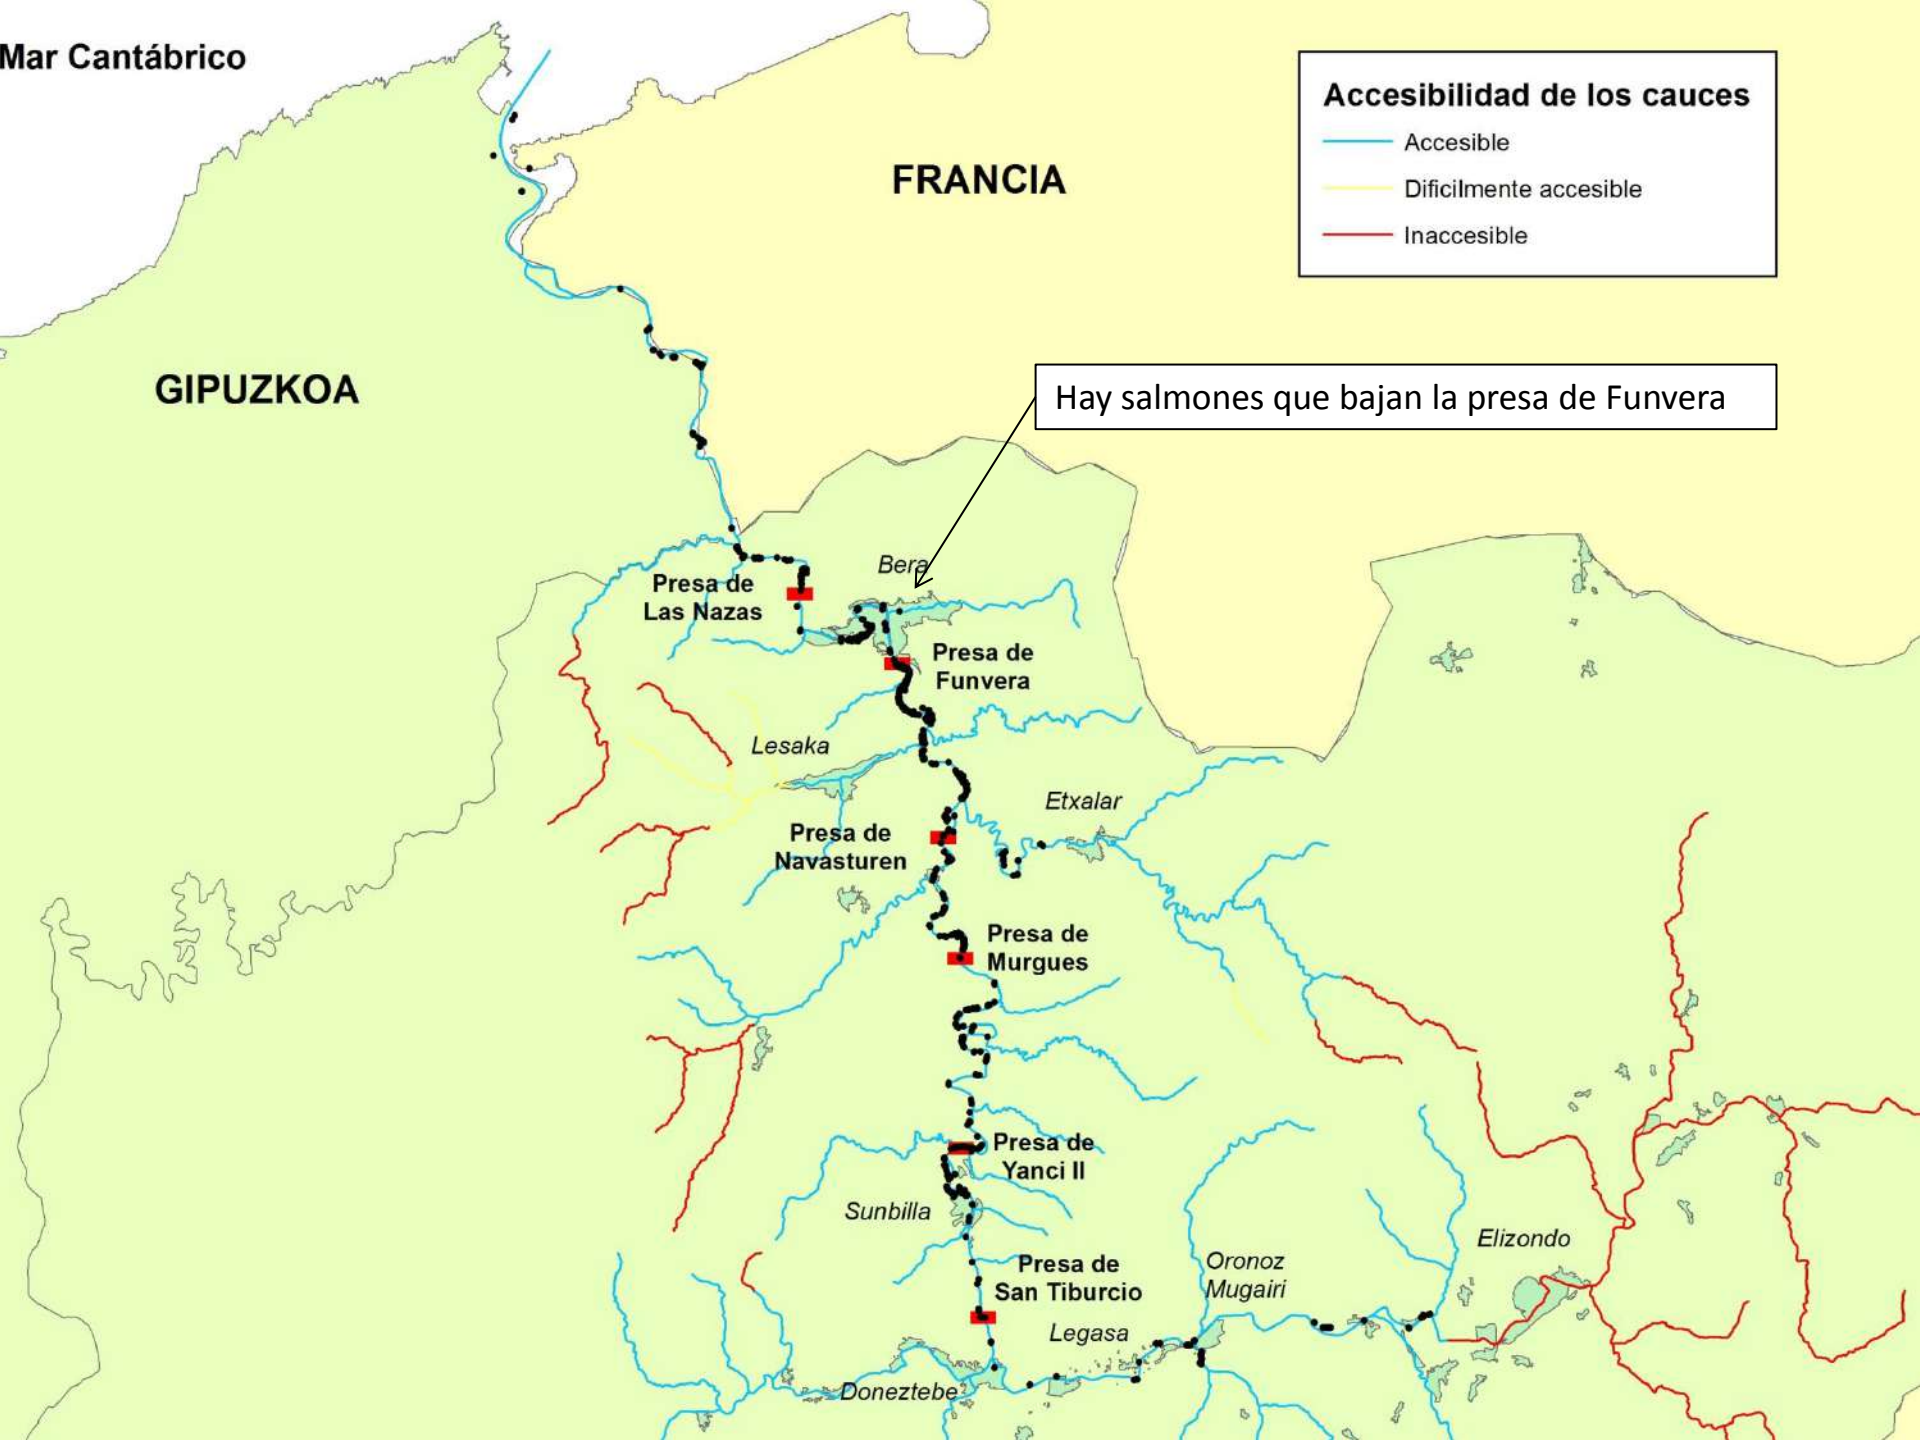 Mar Cantábrico
Accesibilidad de los cauces
Accesible
Dificilmente accesible
Inaccesible
FRANCIA
GIPUZKOA
Hay salmones que bajan la presa de Funvera
Bera
Presa de
Las Nazas
Presa de
Funvera
Lesaka
Etxalar
Presa de
Navasturen
Presa de
Murgues
Presa de
Yanci II
Sunbilla
Elizondo
Oronoz
Mugairi
Presa de
San Tiburcio
Legasa
Doneztebe